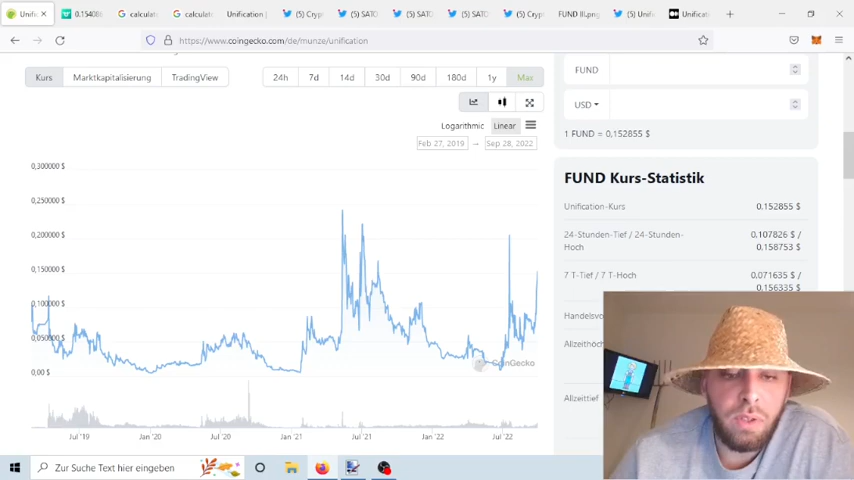 Unifi
0.15408
calculat
calculat
Unification |
(5) Cryp
(5) SATO
(5) SATO
(5) SATO
(5) Cryp
FUND III.png
(5) Unifi
Unificati
https://www.coingecko.com/de/munze/unification
Kurs
Marktkapitalisierung
TradingView
24h
7d
14d
30d
90d
180d
1y
Max
Logarithmic
Linear
Feb 27, 2019
→
Sep 28, 2022
0,300000 $
0,250000 $
0,200000 $
0,150000 $
0,100000 $
0,050000 $
0,00 $
CoinGecko
Jul '19
Jan '20
Jul '20
Jan '21
Jul '21
Jan '22
Jul '22
FUND
USD
1 FUND = 0,152855 $
FUND Kurs-Statistik
Unification-Kurs
0.152855 $
24-Stunden-Tief / 24-Stunden-
Hoch
0,107826 $ /
0,158753 $
7 T-Tief / 7 T-Hoch
0,071635 $ /
0,156335 $
Handelsvo
Allzeithöch
Allzeittief
Zur Suche Text hier eingeben